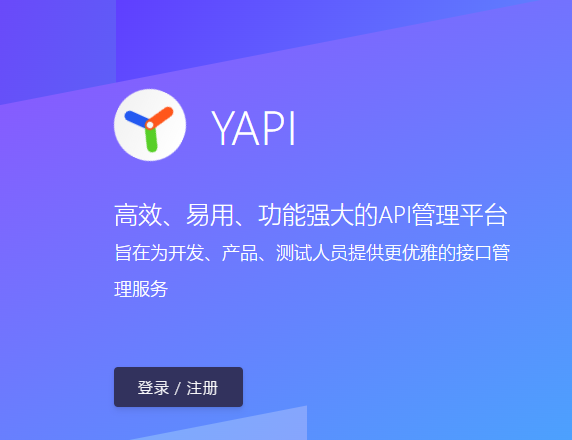 YAPI
高效、易用、功能强大的API管理平台
旨在为开发、产品、测试人员提供更优雅的接口管
理服务
登录 / 注册